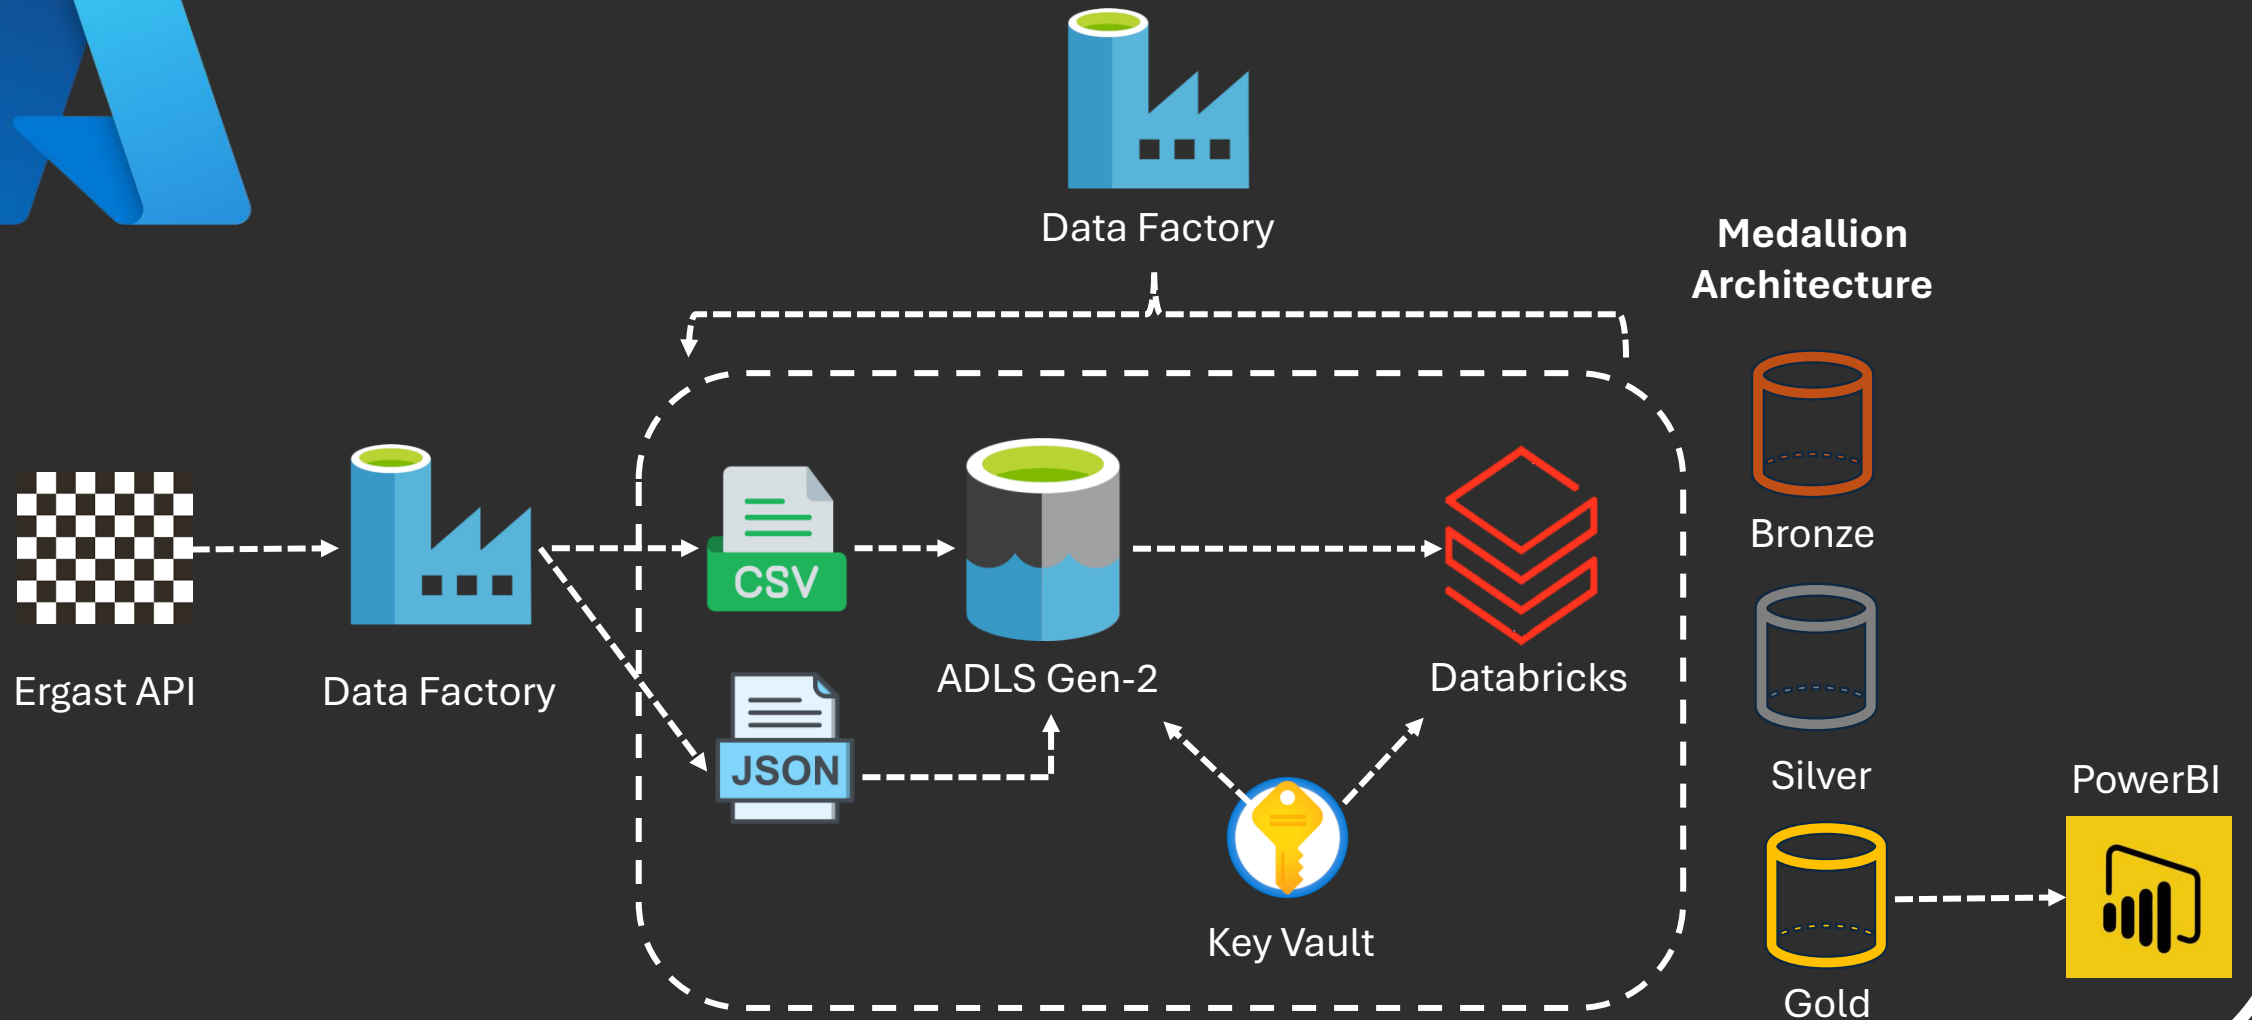 Data Factory
Medallion
Architecture
Bronze
CSV
Ergast API
Data Factory
ADLS Gen-2
Databricks
JSON
Silver
PowerBI
Key Vault
Gold